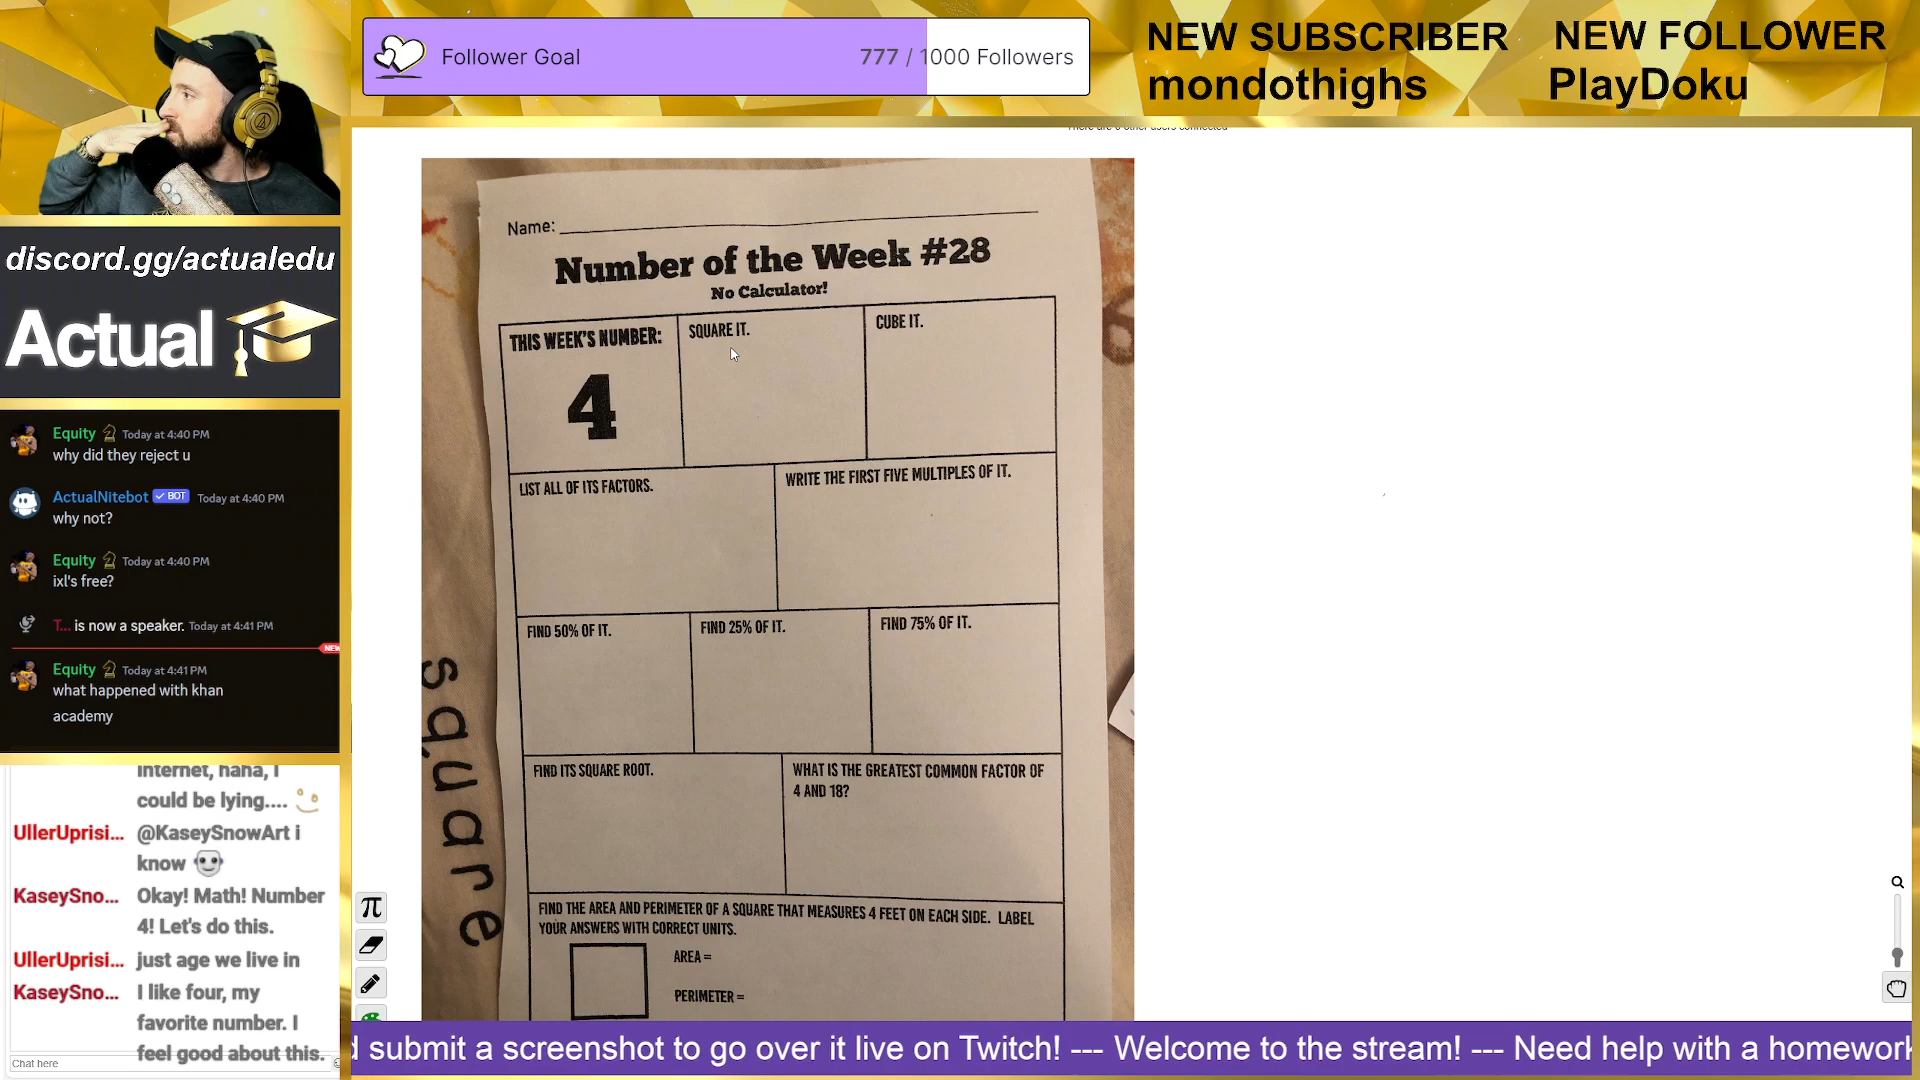 Follower Goal
777 / 1000 Followers
NEW SUBSCRIBER
mondothighs
NEW FOLLOWER
PlayDoku
discord.gg/actualedu
Actual
Equity Today at 4:40 PM
why did they reject u
ActualNitebot BOT Today at 4:40 PM
why not?
Equity Today at 4:40 PM
ixl's free?
T... is now a speaker. Today at 4:41 PM
NEW
Equity Today at 4:41 PM
what happened with khan
academy
internet, haha, I
could be lying....
UllerUprisi... @KaseySnowArt i
know
KaseySno... Okay! Math! Number
4! Let's do this.
UllerUprisi... just age we live in
KaseySno... I like four, my
favorite number. I
feel good about this.
Chat here
Name:
Number of the Week #28
No Calculator!
THIS WEEK'S NUMBER:
4
SQUARE IT.
CUBE IT.
LIST ALL OF ITS FACTORS.
WRITE THE FIRST FIVE MULTIPLES OF IT.
FIND 50% OF IT.
FIND 25% OF IT.
FIND 75% OF IT.
FIND ITS SQUARE ROOT.
WHAT IS THE GREATEST COMMON FACTOR OF
4 AND 18?
FIND THE AREA AND PERIMETER OF A SQUARE THAT MEASURES 4 FEET ON EACH SIDE. LABEL
YOUR ANSWERS WITH CORRECT UNITS.
AREA =
PERIMETER =
square
π
submit a screenshot to go over it live on Twitch! --- Welcome to the stream! --- Need help with a homework